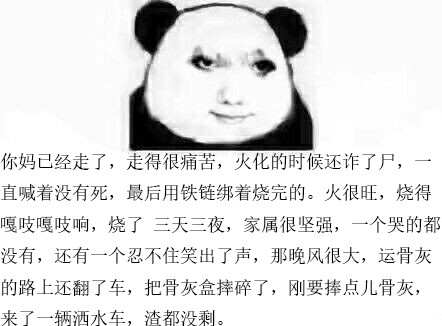 你妈已经走了，走得很痛苦，火化的时候还诈了尸，一
直喊着没有死，最后用铁链绑着烧完的。火很旺，烧得
嘎吱嘎吱响，烧了 三天三夜，家属很坚强，一个哭的都
没有，还有一个忍不住笑出了声，那晚风很大，运骨灰
的路上还翻了车，把骨灰盒摔碎了，刚要捧点儿骨灰，
来了一辆洒水车，渣都没剩。